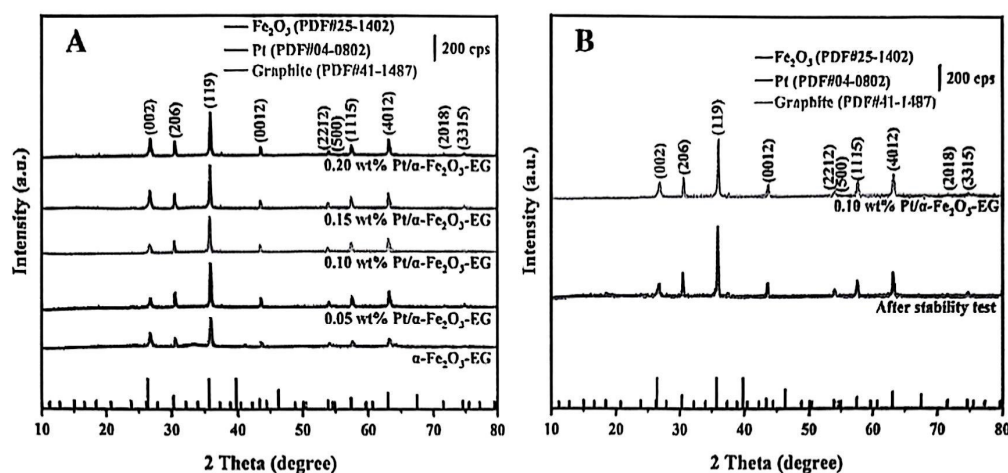 A
Fe₂O₃ (PDF#25-1402)
Pt (PDF#04-0802)
Graphite (PDF#41-1487)
200 cps
(002)
(206)
(119)
(0012)
(2212)
(500)
(1115)
(4012)
(2018)
(3315)
0.20 wt% Pt/α-Fe₂O₃-EG
0.15 wt% Pt/α-Fe₂O₃-EG
0.10 wt% Pt/α-Fe₂O₃-EG
0.05 wt% Pt/α-Fe₂O₃-EG
α-Fe₂O₃-EG
Intensity (a.u.)
10 20 30 40 50 60 70 80
2 Theta (degree)
B
Fe₂O₃ (PDF#25-1402)
Pt (PDF#04-0802)
Graphite (PDF#41-1487)
200 cps
(002)
(206)
(119)
(0012)
(2212)
(500)
(1115)
(4012)
(2018)
(3315)
0.10 wt% Pt/α-Fe₂O₃-EG
After stability test
Intensity (a.u.)
10 20 30 40 50 60 70 80
2 Theta (degree)